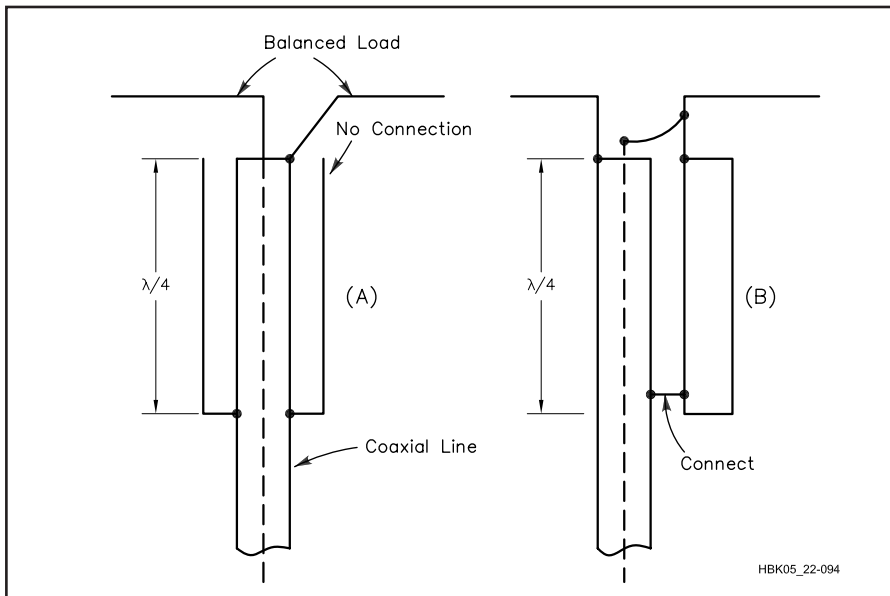 Balanced Load
No Connection
λ/4
(A)
λ/4
(B)
Coaxial Line
Connect
HBK05_22-094